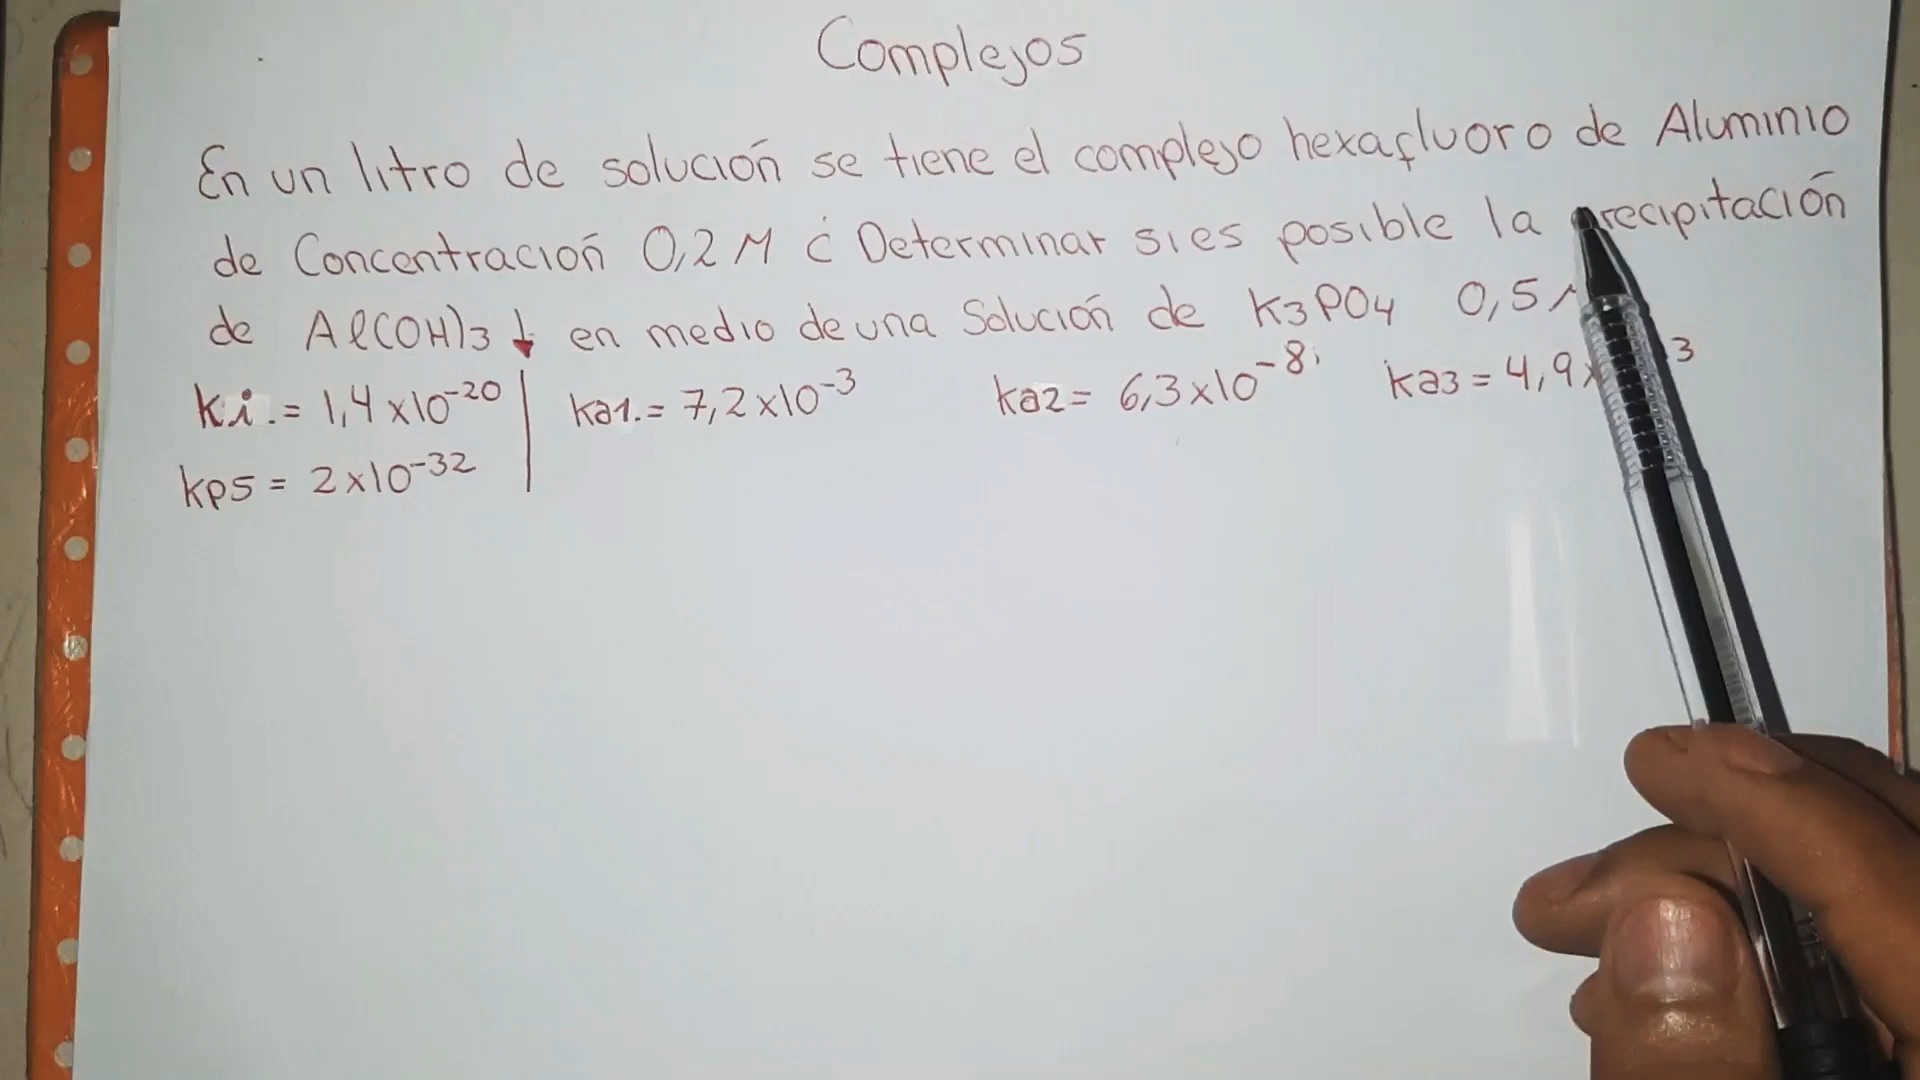 Complejos
En un litro de solución se tiene el complejo hexafluoro de Aluminio
de Concentración 0,2 M ¿ Determinar si es posible la precipitación
de Al(OH)3 ↓ en medio de una Solución de K3PO4 0,5
Ki. = 1,4 x10^-20 ka1. = 7,2 x10^-3 ka2 = 6,3 x10^-8 ka3 = 4,9x
kps = 2 x10^-32